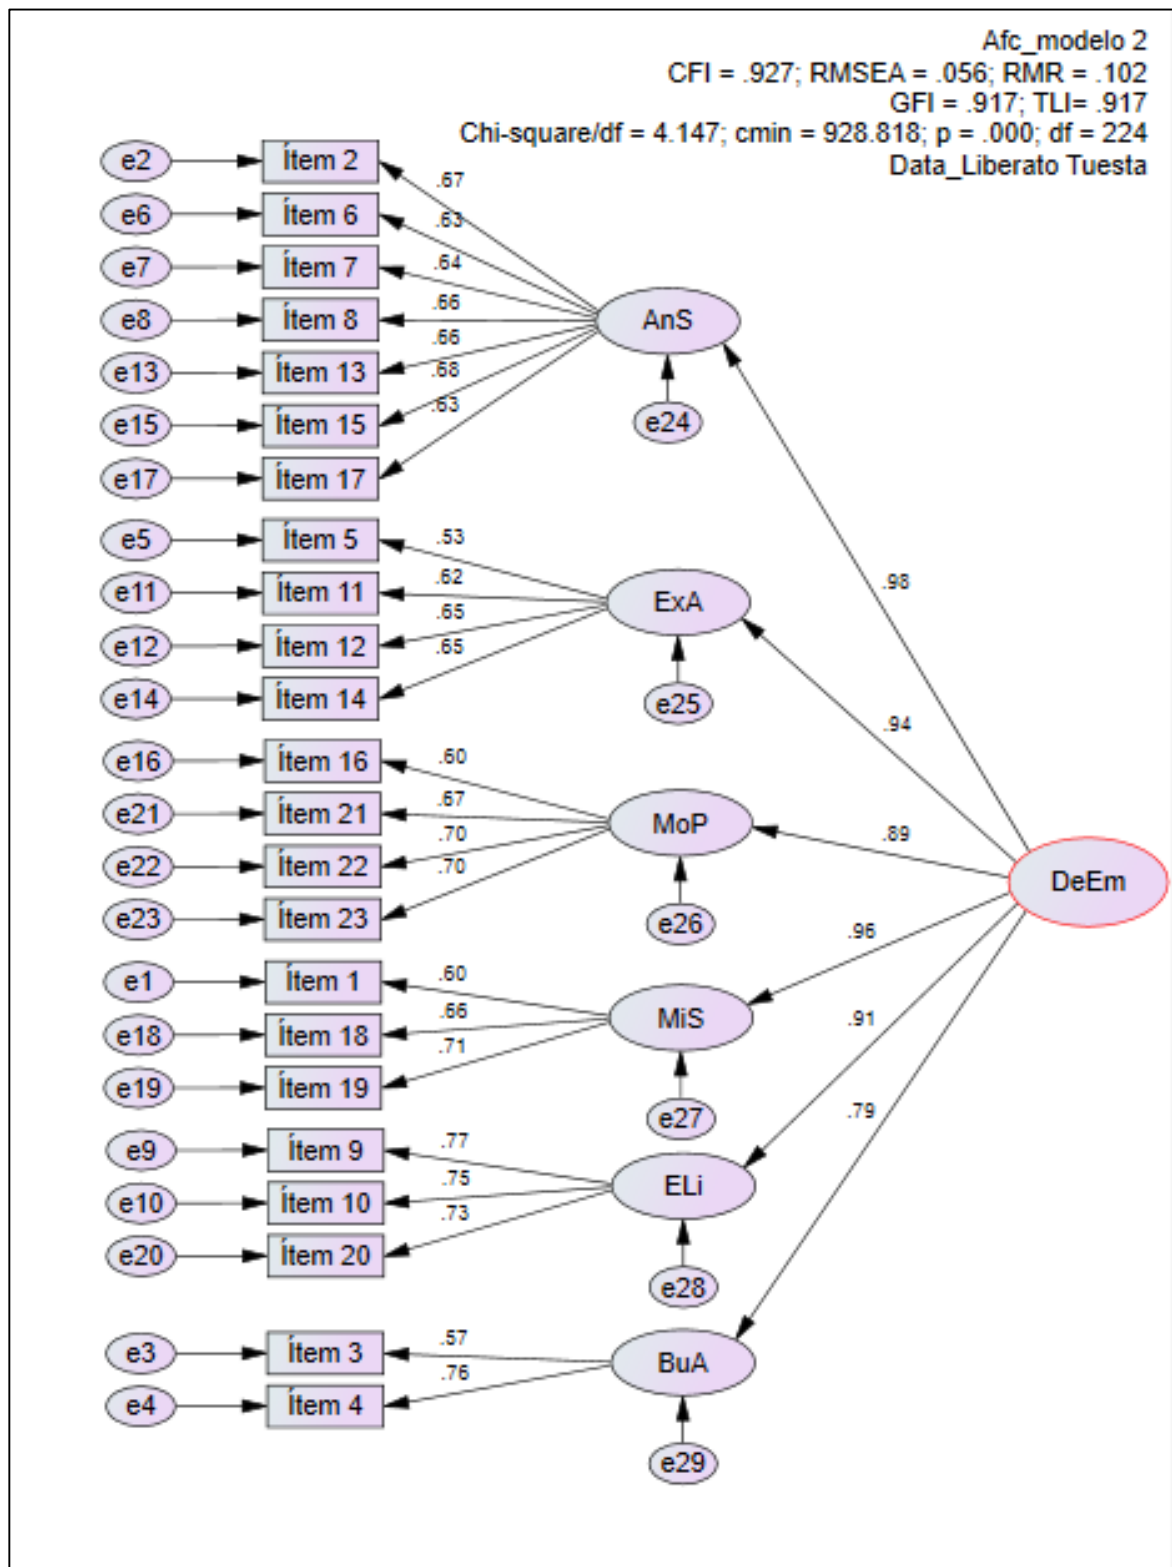 Afc_modelo 2
CFI = .927; RMSEA = .056; RMR = .102
GFI = .917; TLI= .917
Chi-square/df = 4.147; cmin = 928.818; p = .000; df = 224
Data_Liberato Tuesta
e2 Ítem 2 .67
e6 Ítem 6 .63
e7 Ítem 7 .64
e8 Ítem 8 .66 AnS
e13 Ítem 13 .66
e15 Ítem 15 .68 e24
e17 Ítem 17 .63
.98
e5 Ítem 5 .53
e11 Ítem 11 .62 ExA
e12 Ítem 12 .65
e14 Ítem 14 .65 e25
.94
e16 Ítem 16 .60
e21 Ítem 21 .67 MoP .89
e22 Ítem 22 .70 DeEm
e23 Ítem 23 .70 e26
.96
e1 Ítem 1 .60
e18 Ítem 18 .66 MiS .91
e19 Ítem 19 .71
e27 .79
e9 Ítem 9 .77
e10 Ítem 10 .75 ELi
e20 Ítem 20 .73
e28
e3 Ítem 3 .57 BuA
e4 Ítem 4 .76
e29